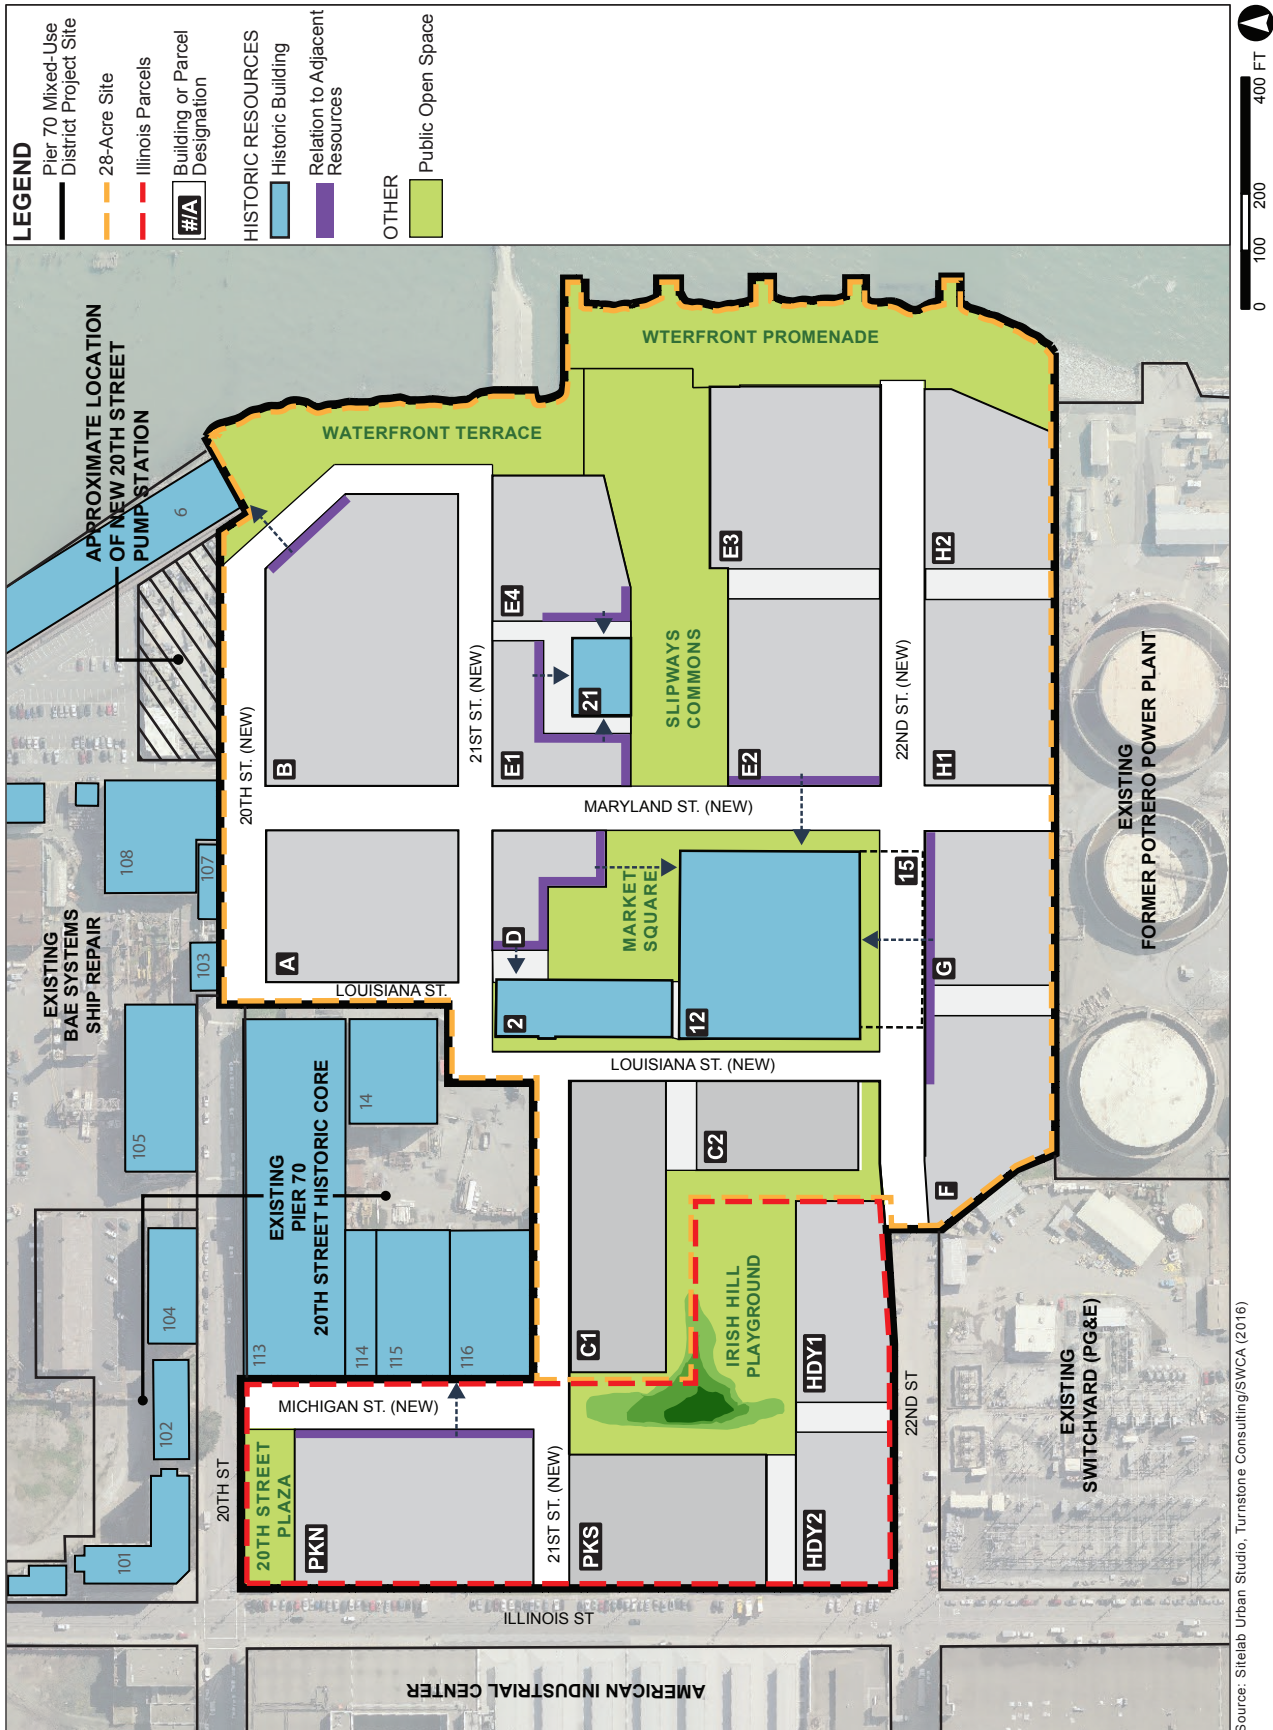 LEGEND
Pier 70 Mixed-Use
District Project Site
28-Acre Site
Illinois Parcels
#/A
Building or Parcel
Designation
HISTORIC RESOURCES
Historic Building
Relation to Adjacent
Resources
OTHER
Public Open Space
0
100
200
400 FT
APPROXIMATE LOCATION
OF NEW 20TH STREET
PUMP STATION
6
WATERFRONT TERRACE
WTERFRONT PROMENADE
20TH ST. (NEW)
B
21ST ST. (NEW)
E4
E1
21
SLIPWAYS
COMMONS
E3
E2
22ND ST. (NEW)
H2
H1
MARYLAND ST. (NEW)
EXISTING
BAE SYSTEMS
SHIP REPAIR
108
107
103
105
A
LOUISIANA ST.
D
MARKET
SQUARE
2
12
15
G
F
LOUISIANA ST. (NEW)
EXISTING
FORMER POTRERO POWER PLANT
EXISTING
PIER 70
20TH STREET HISTORIC CORE
14
113
114
115
116
104
102
101
C1
C2
IRISH HILL
PLAYGROUND
HDY1
HDY2
MICHIGAN ST. (NEW)
20TH STREET
PLAZA
PKN
20TH ST
21ST ST. (NEW)
PKS
22ND ST
EXISTING
SWITCHYARD (PG&E)
ILLINOIS ST
AMERICAN INDUSTRIAL CENTER
Source: Sitelab Urban Studio, Turnstone Consulting/SWCA (2016)